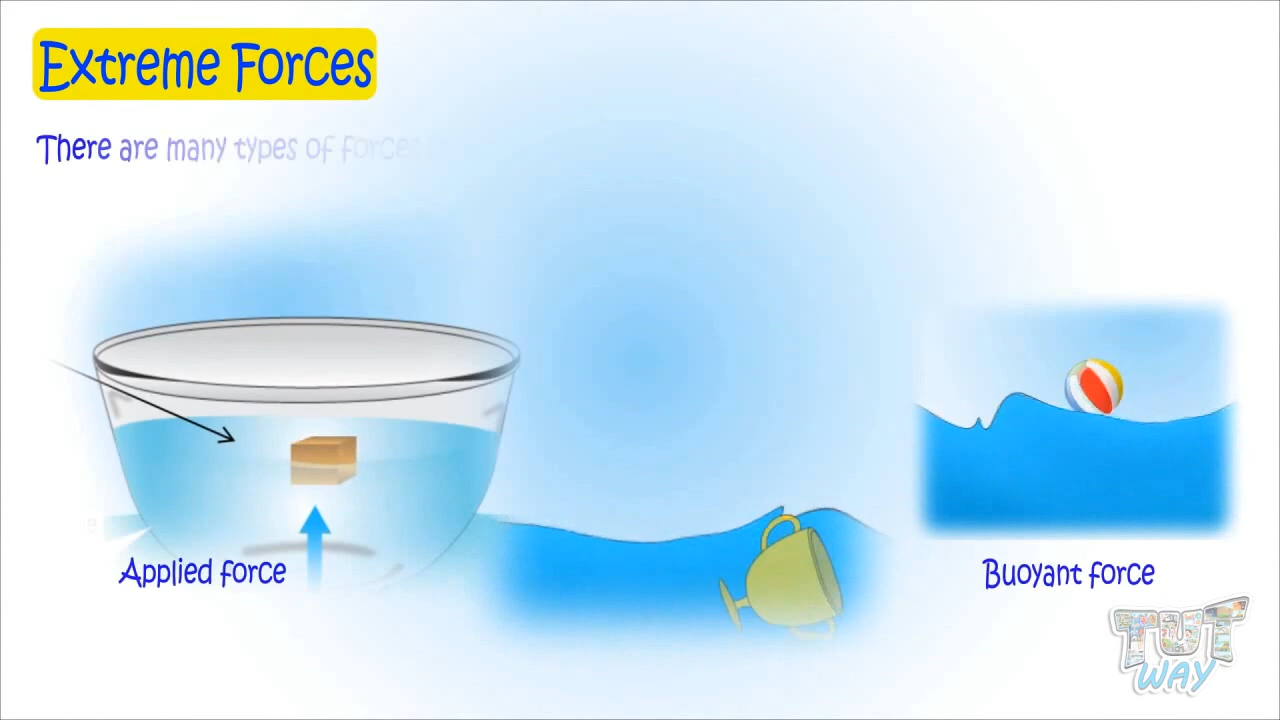 Extreme Forces
There are many types of forces
Applied force
Buoyant force
TUT
WAY